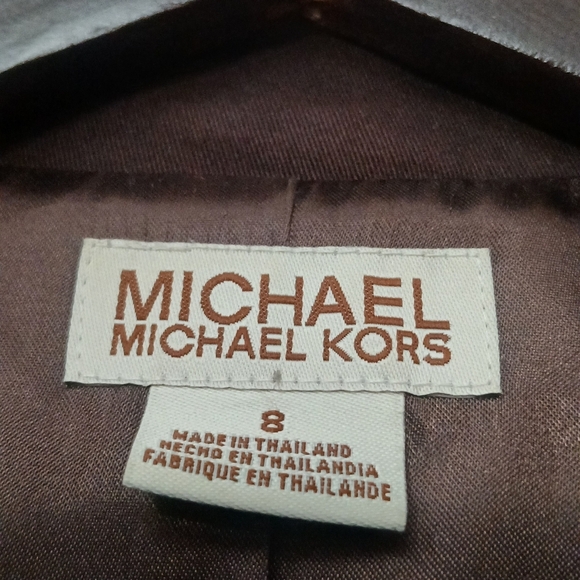 MICHAEL
MICHAEL KORS
8
MADE IN THAILAND
HECHO EN THAILANDIA
FABRIQUE EN THAILANDE